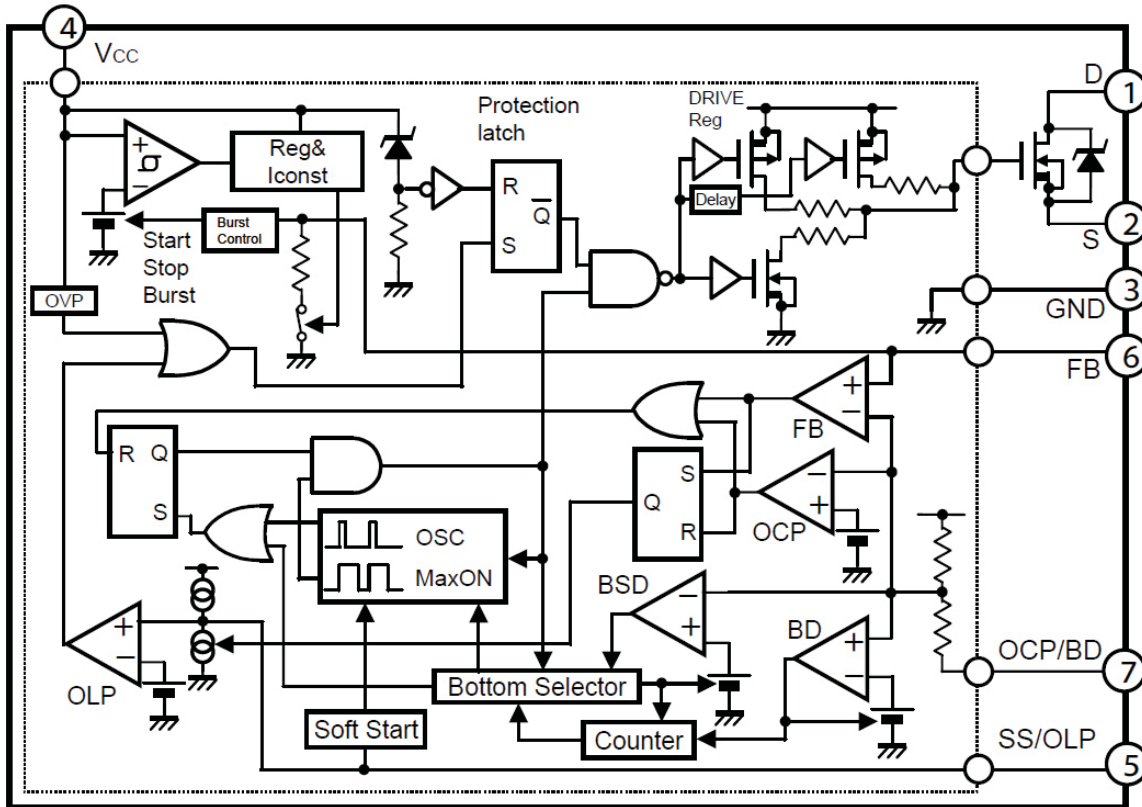 4
VCC
D
1
DRIVE
Reg
Protection
latch
+
−
Reg&
Iconst
R
Q
S
Delay
Burst
Control
Start
Stop
Burst
2
S
OVP
3
GND
6
FB
+
−
FB
R
Q
S
S
Q
R
−
+
OCP
OSC
MaxON
BSD
−
+
BD
+
−
+
−
OLP
Bottom Selector
OCP/BD
7
Soft Start
Counter
SS/OLP
5